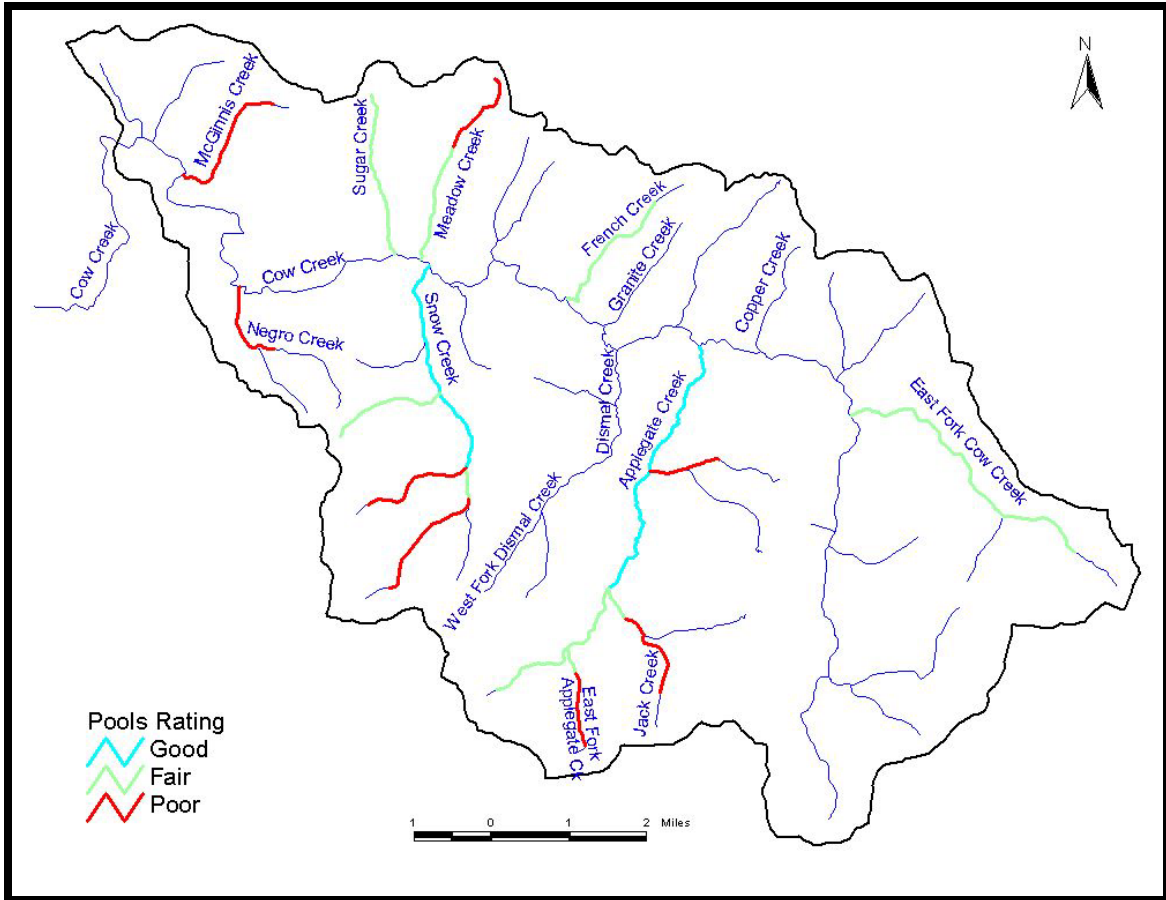 N
McGinnis Creek
Sugar Creek
Meadow Creek
Cow Creek
Cow Creek
French Creek
Granite Creek
Copper Creek
Negro Creek
Snow Creek
Dismal Creek
Applegate Creek
East Fork Cow Creek
West Fork Dismal Creek
Jack Creek
East Fork
Applegate Ck
Pools Rating
Good
Fair
Poor
1 0 1 2 Miles